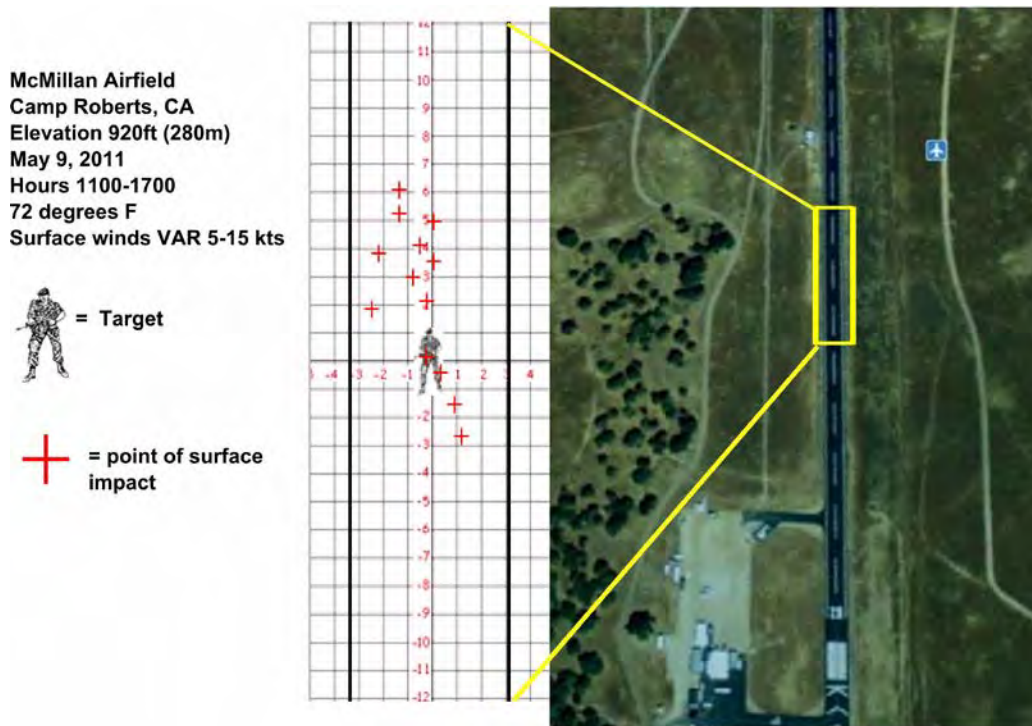 McMillan Airfield
Camp Roberts, CA
Elevation 920ft (280m)
May 9, 2011
Hours 1100-1700
72 degrees F
Surface winds VAR 5-15 kts
= Target
= point of surface
impact
12
11
10
9
8
7
6
5
4
3
2
5 -4 -3 -2 -1 1 2 3 4
-2
-3
-4
-5
-6
-7
-8
-9
-10
-11
-12